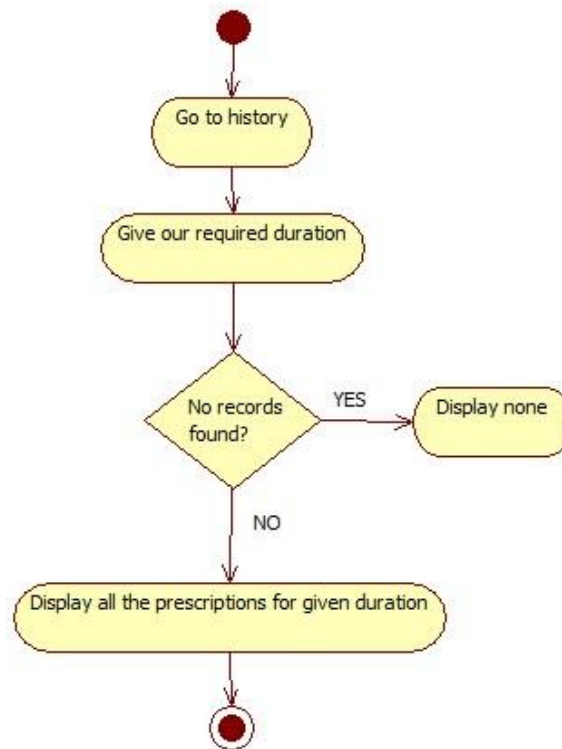 Go to history
Give our required duration
No records
found?
YES
Display none
NO
Display all the prescriptions for given duration